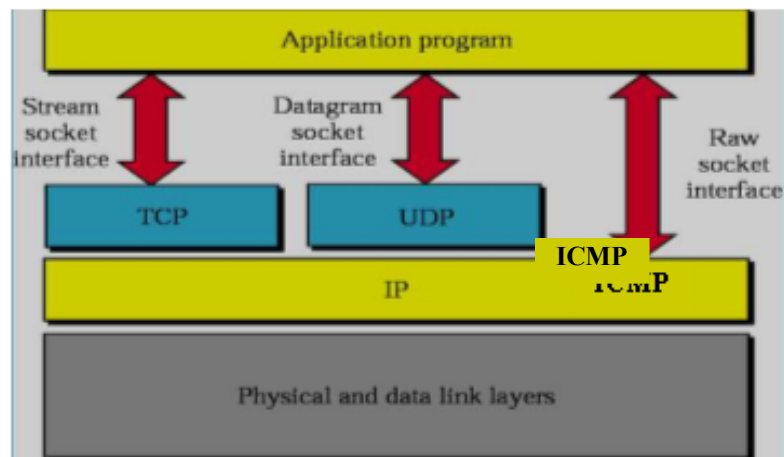 Application program
Stream
socket
interface
Datagram
socket
interface
Raw
socket
interface
TCP
UDP
ICMP
IP
ICMP
Physical and data link layers